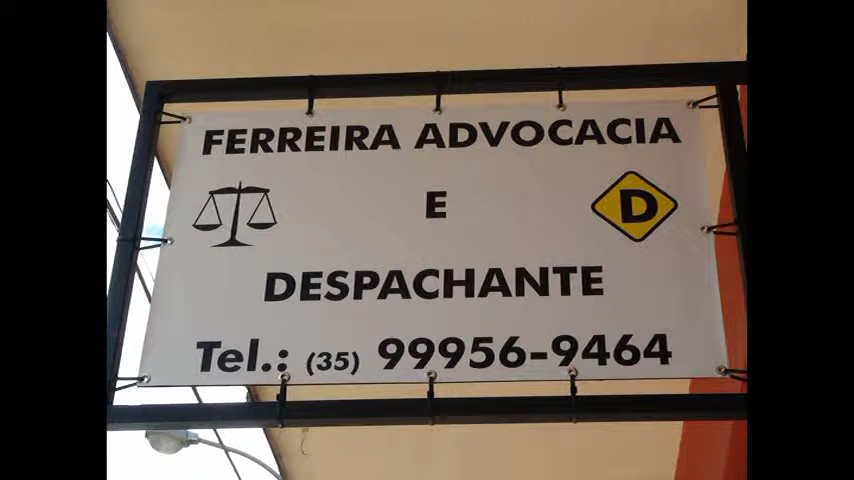 FERREIRA ADVOCACIA
E
D
DESPACHANTE
Tel.: (35) 99956-9464